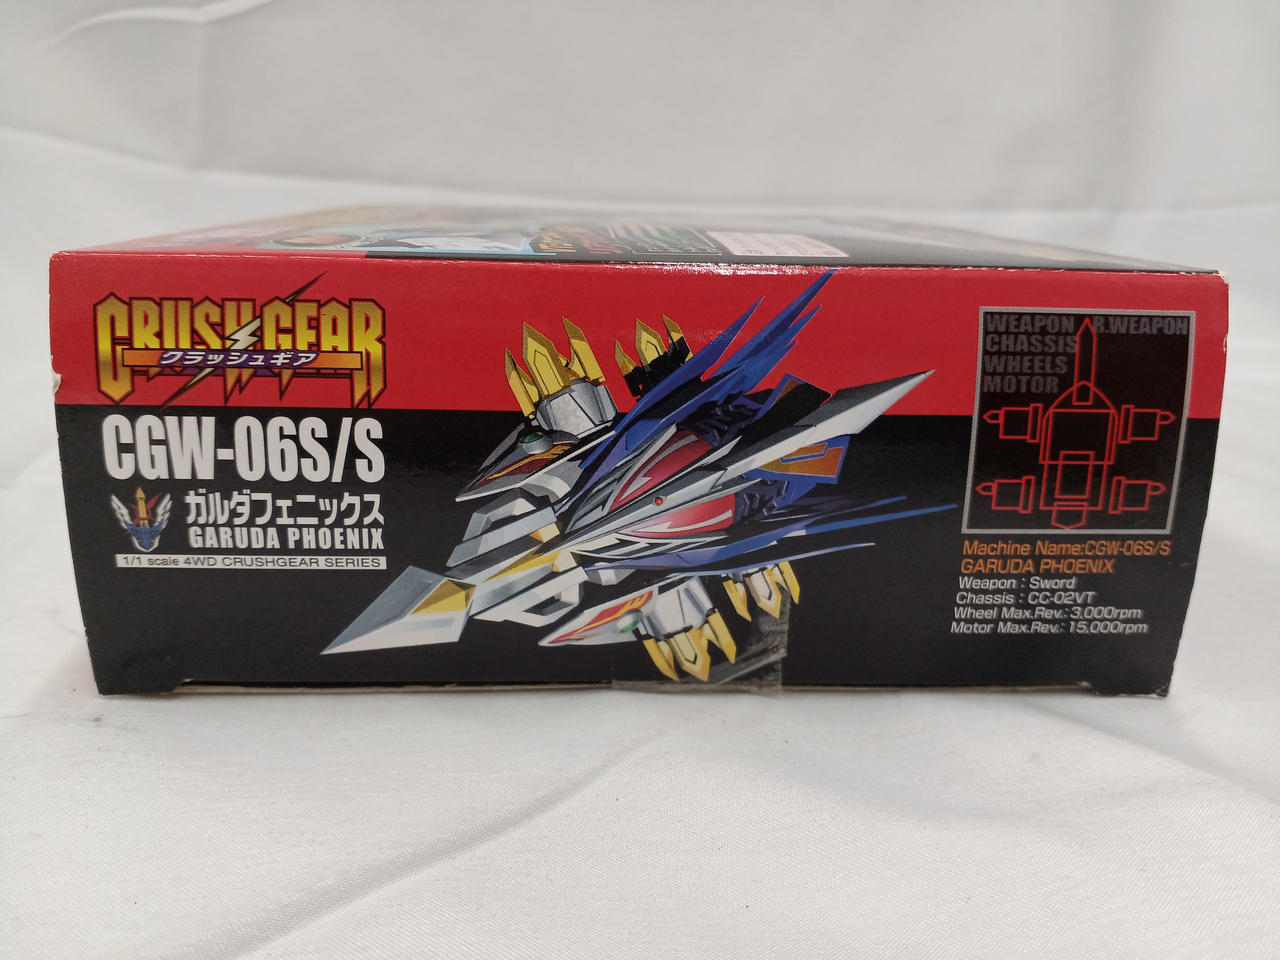 CRUSH GEAR
クラッシュギア
CGW-06S/S
ガルダフェニックス
GARUDA PHOENIX
1/1 scale 4WD CRUSHGEAR SERIES
WEAPON R.WEAPON
CHASSIS
WHEELS
MOTOR
Machine Name:CGW-06S/S
GARUDA PHOENIX
Weapon : Sword
Chassis : CC-02VT
Wheel Max.Rev.: 3,000rpm
Motor Max.Rev.: 15,000rpm